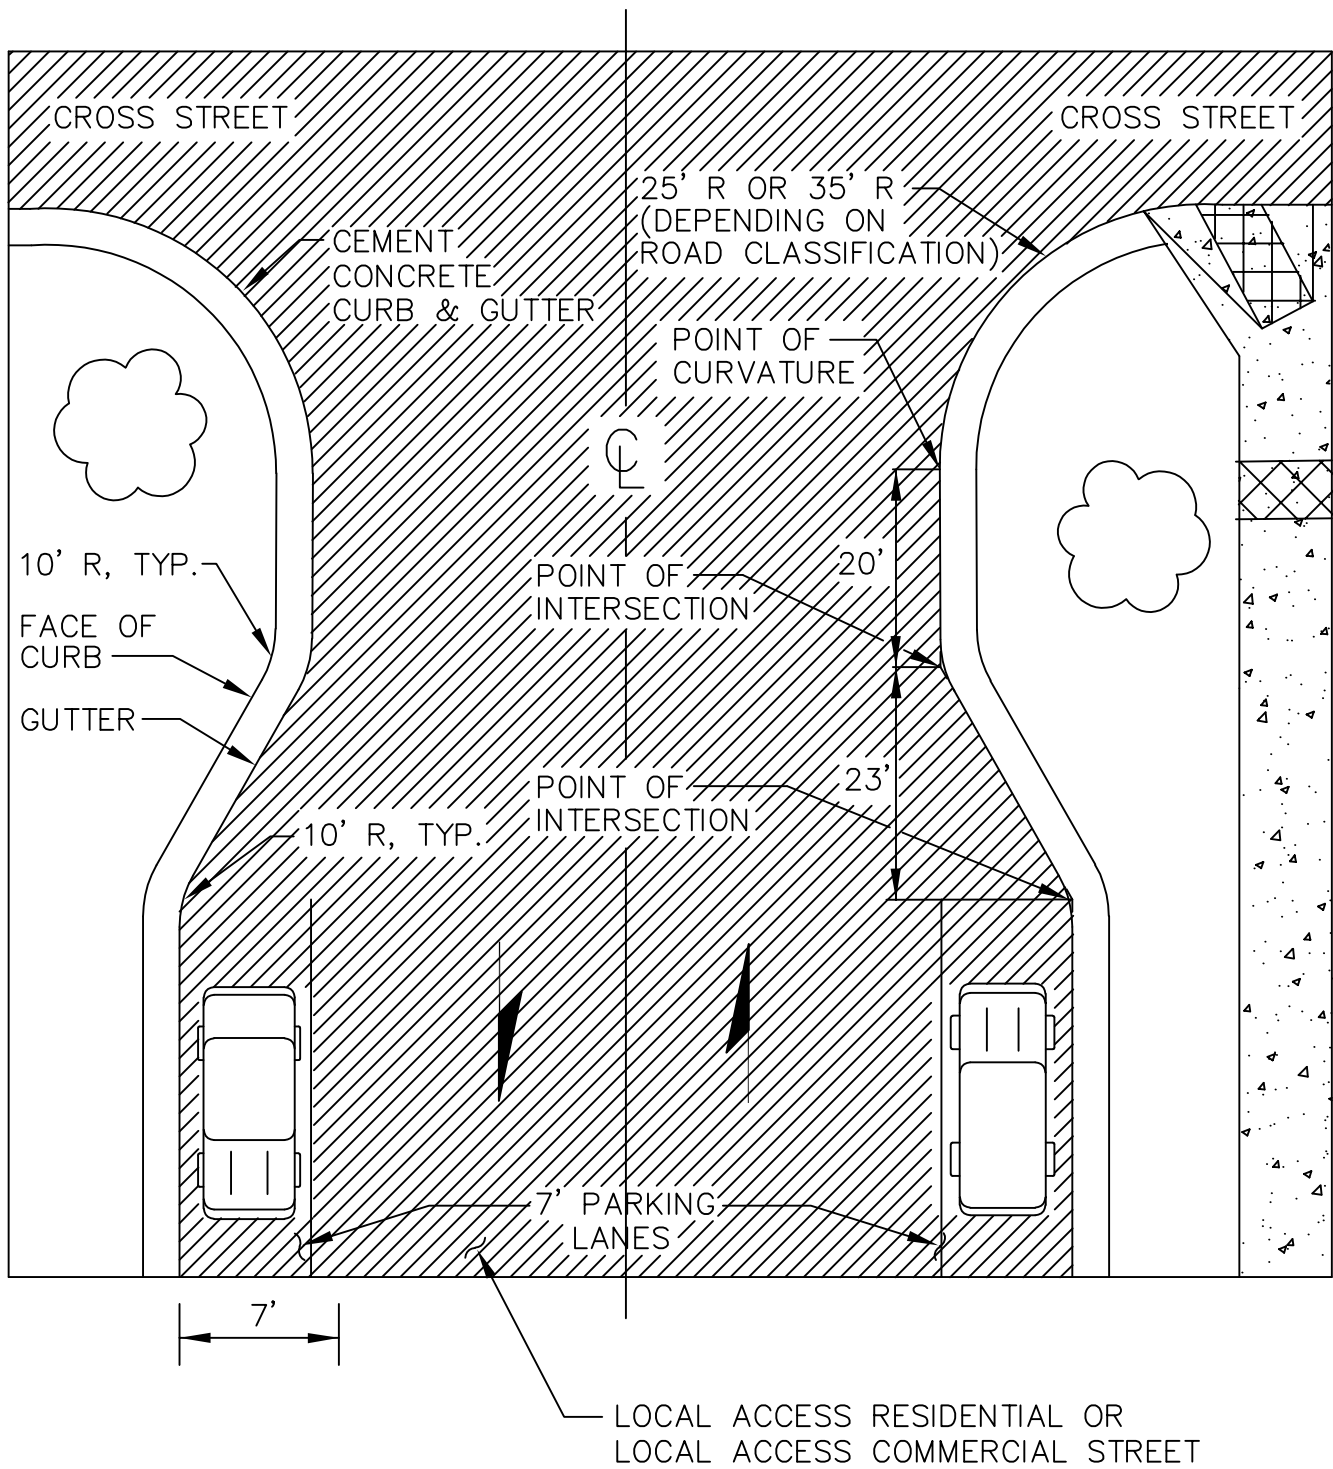 CROSS STREET
CROSS STREET
25' R OR 35' R
(DEPENDING ON
ROAD CLASSIFICATION)
CEMENT
CONCRETE
CURB & GUTTER
POINT OF
CURVATURE
CL
10' R, TYP.
POINT OF
INTERSECTION
20'
FACE OF
CURB
GUTTER
POINT OF
INTERSECTION
23'
10' R, TYP.
7' PARKING
LANES
7'
LOCAL ACCESS RESIDENTIAL OR
LOCAL ACCESS COMMERCIAL STREET